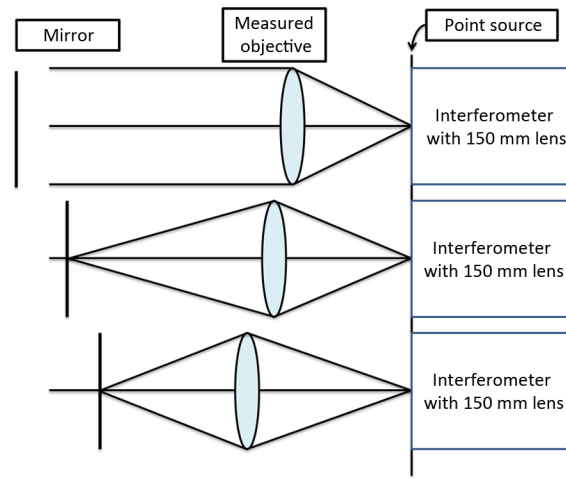 Mirror
Measured
objective
Point source
Interferometer
with 150 mm lens
Interferometer
with 150 mm lens
Interferometer
with 150 mm lens